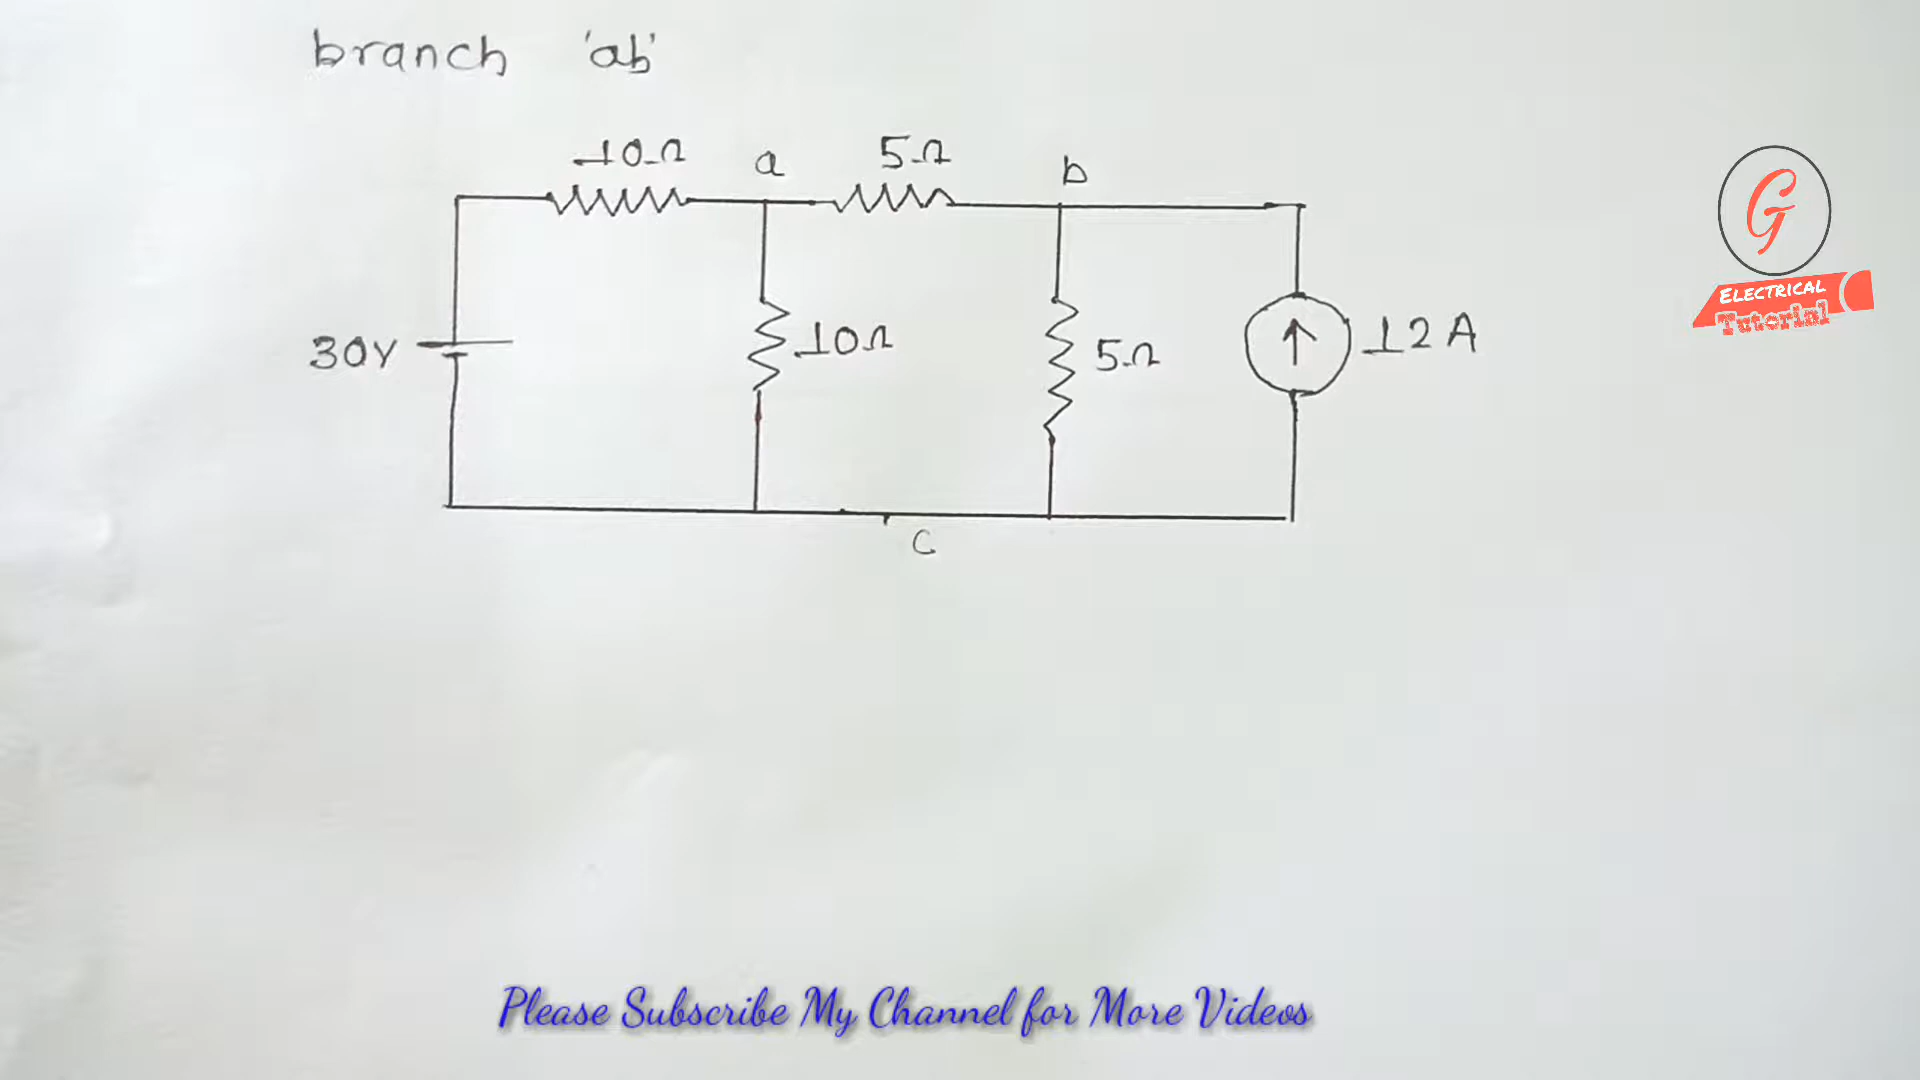 branch 'ab'
10Ω a 5Ω b
30V 10Ω 5Ω 12A
c
G
ELECTRICAL
Tutorial
Please Subscribe My Channel for More Videos